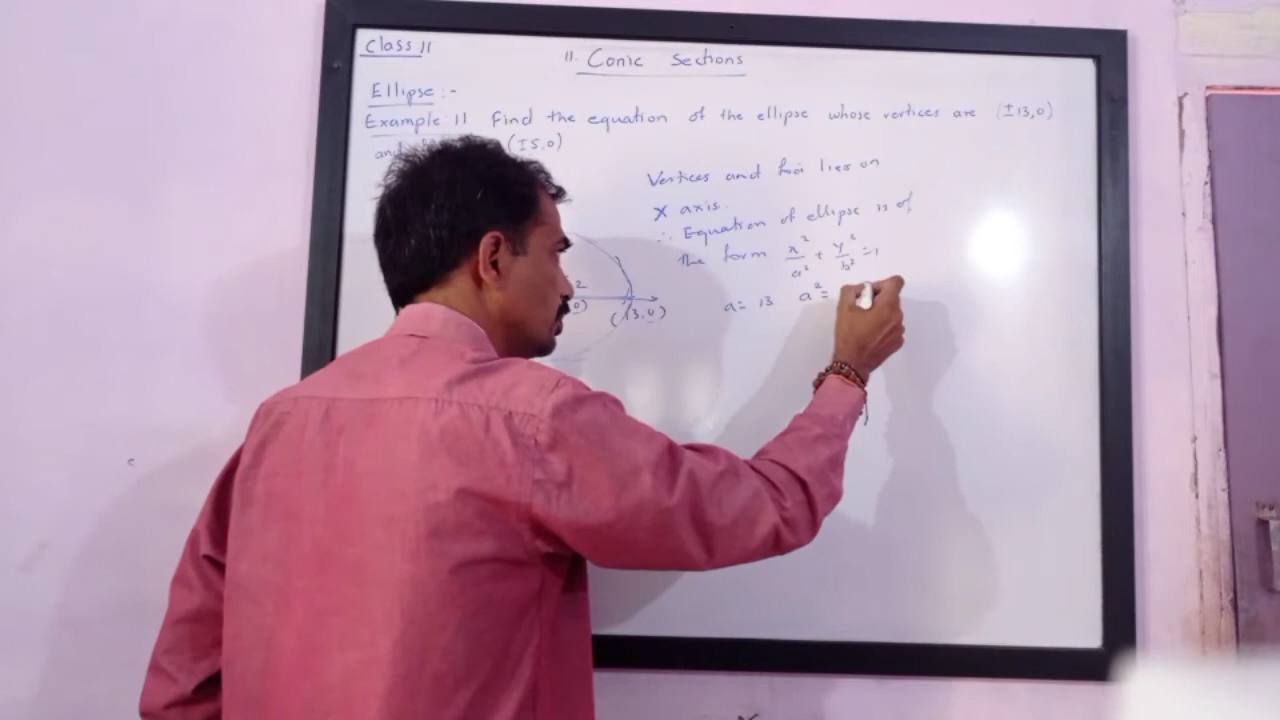 Class 11
11. Conic Sections
Ellipse :-
Example 11 Find the equation of the ellipse whose vertices are (±13,0)
and (±5,0)
Vertices and foci lies on
X axis.
∴ Equation of ellipse is of
the form x²/a² + y²/b² = 1
a = 13 a² =
2
0)
(13,0)